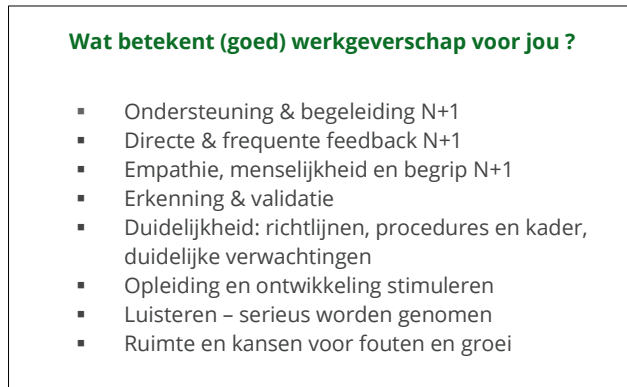 Wat betekent (goed) werkgeverschap voor jou ?
▪ Ondersteuning & begeleiding N+1
▪ Directe & frequente feedback N+1
▪ Empathie, menselijkheid en begrip N+1
▪ Erkenning & validatie
▪ Duidelijkheid: richtlijnen, procedures en kader,
duidelijke verwachtingen
▪ Opleiding en ontwikkeling stimuleren
▪ Luisteren – serieus worden genomen
▪ Ruimte en kansen voor fouten en groei